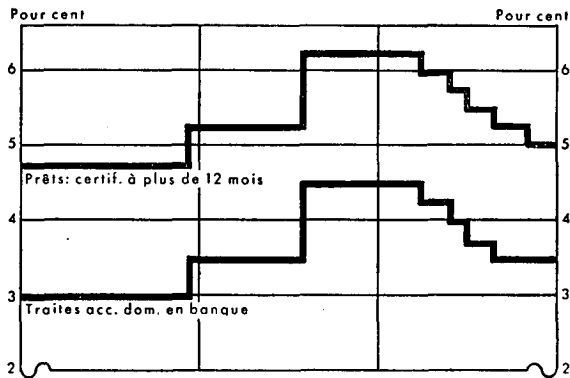 Pour cent Pour cent
6 6
5 5
Prêts: certif. à plus de 12 mois
4 4
3 3
Traites acc. dom. en banque
2 2